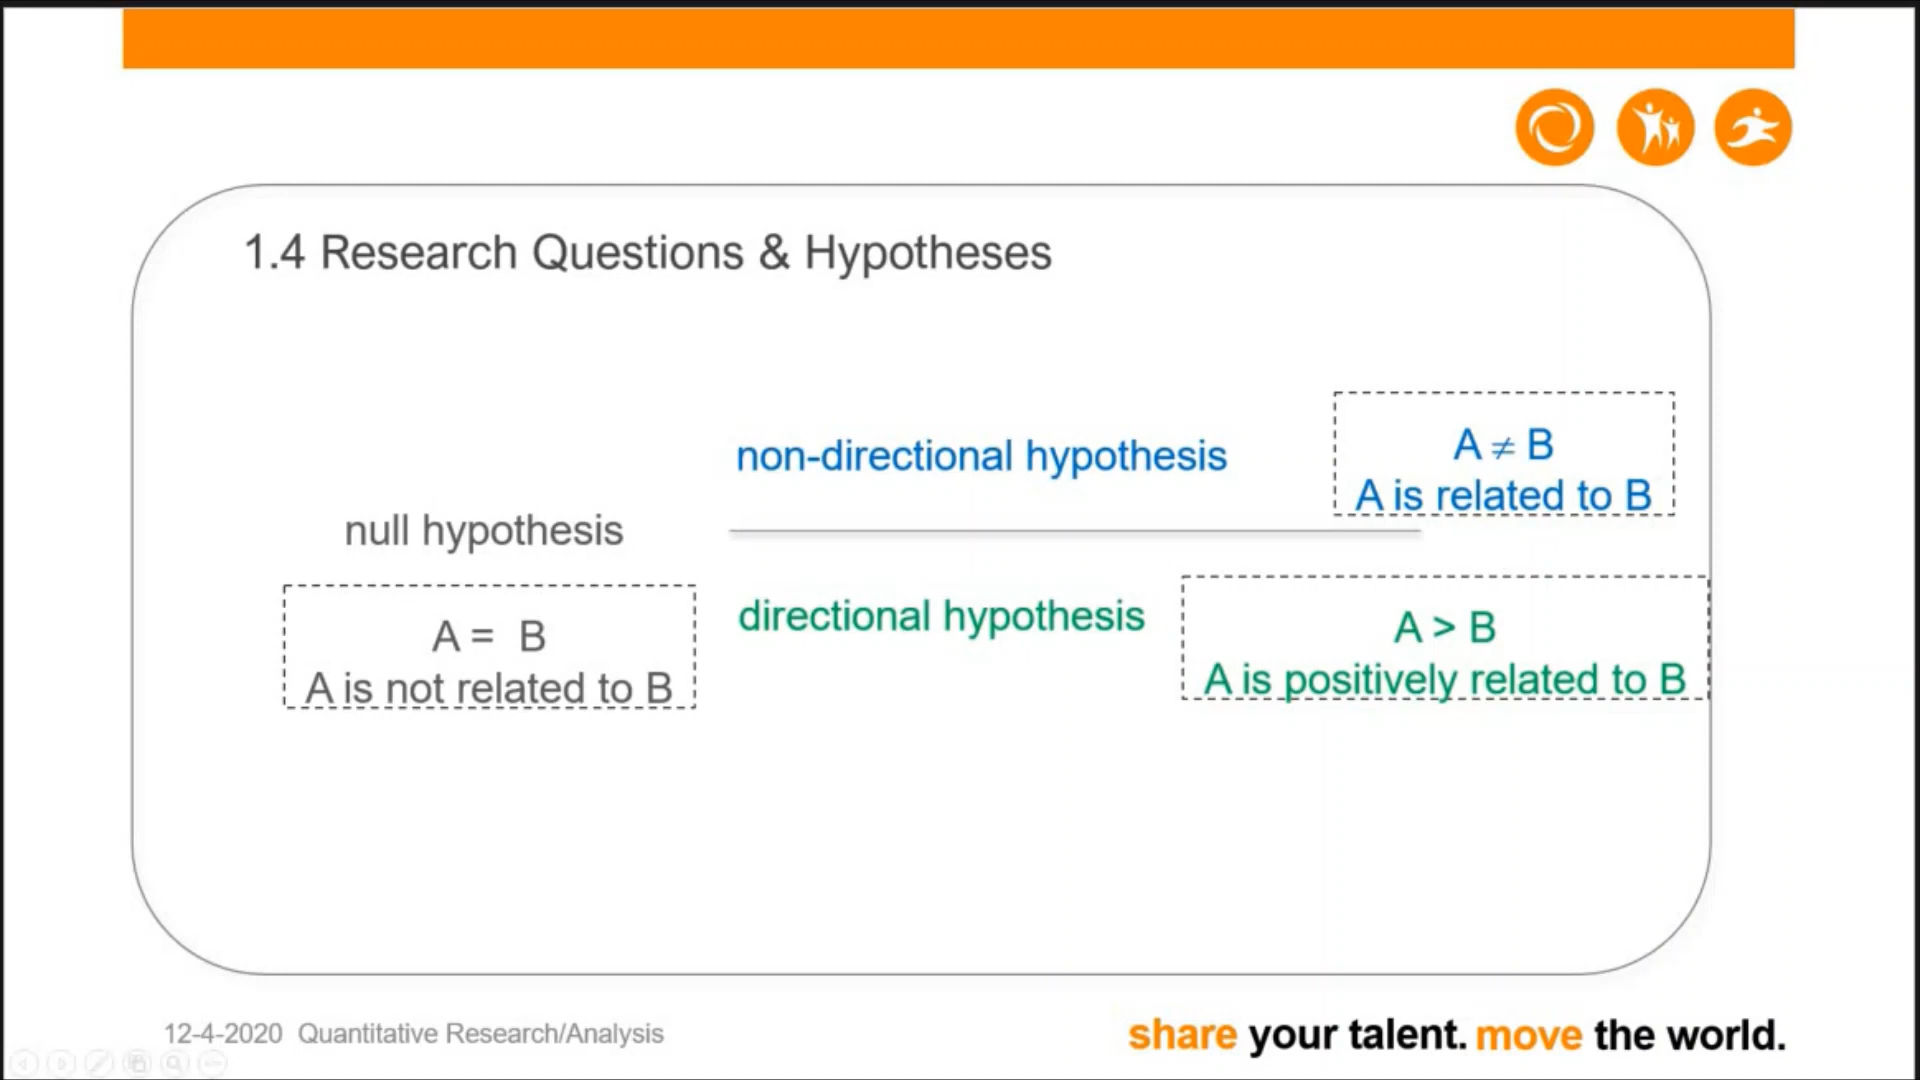 1.4 Research Questions & Hypotheses
non-directional hypothesis
A ≠ B
A is related to B
null hypothesis
A = B
A is not related to B
directional hypothesis
A > B
A is positively related to B
12-4-2020 Quantitative Research/Analysis
share your talent. move the world.